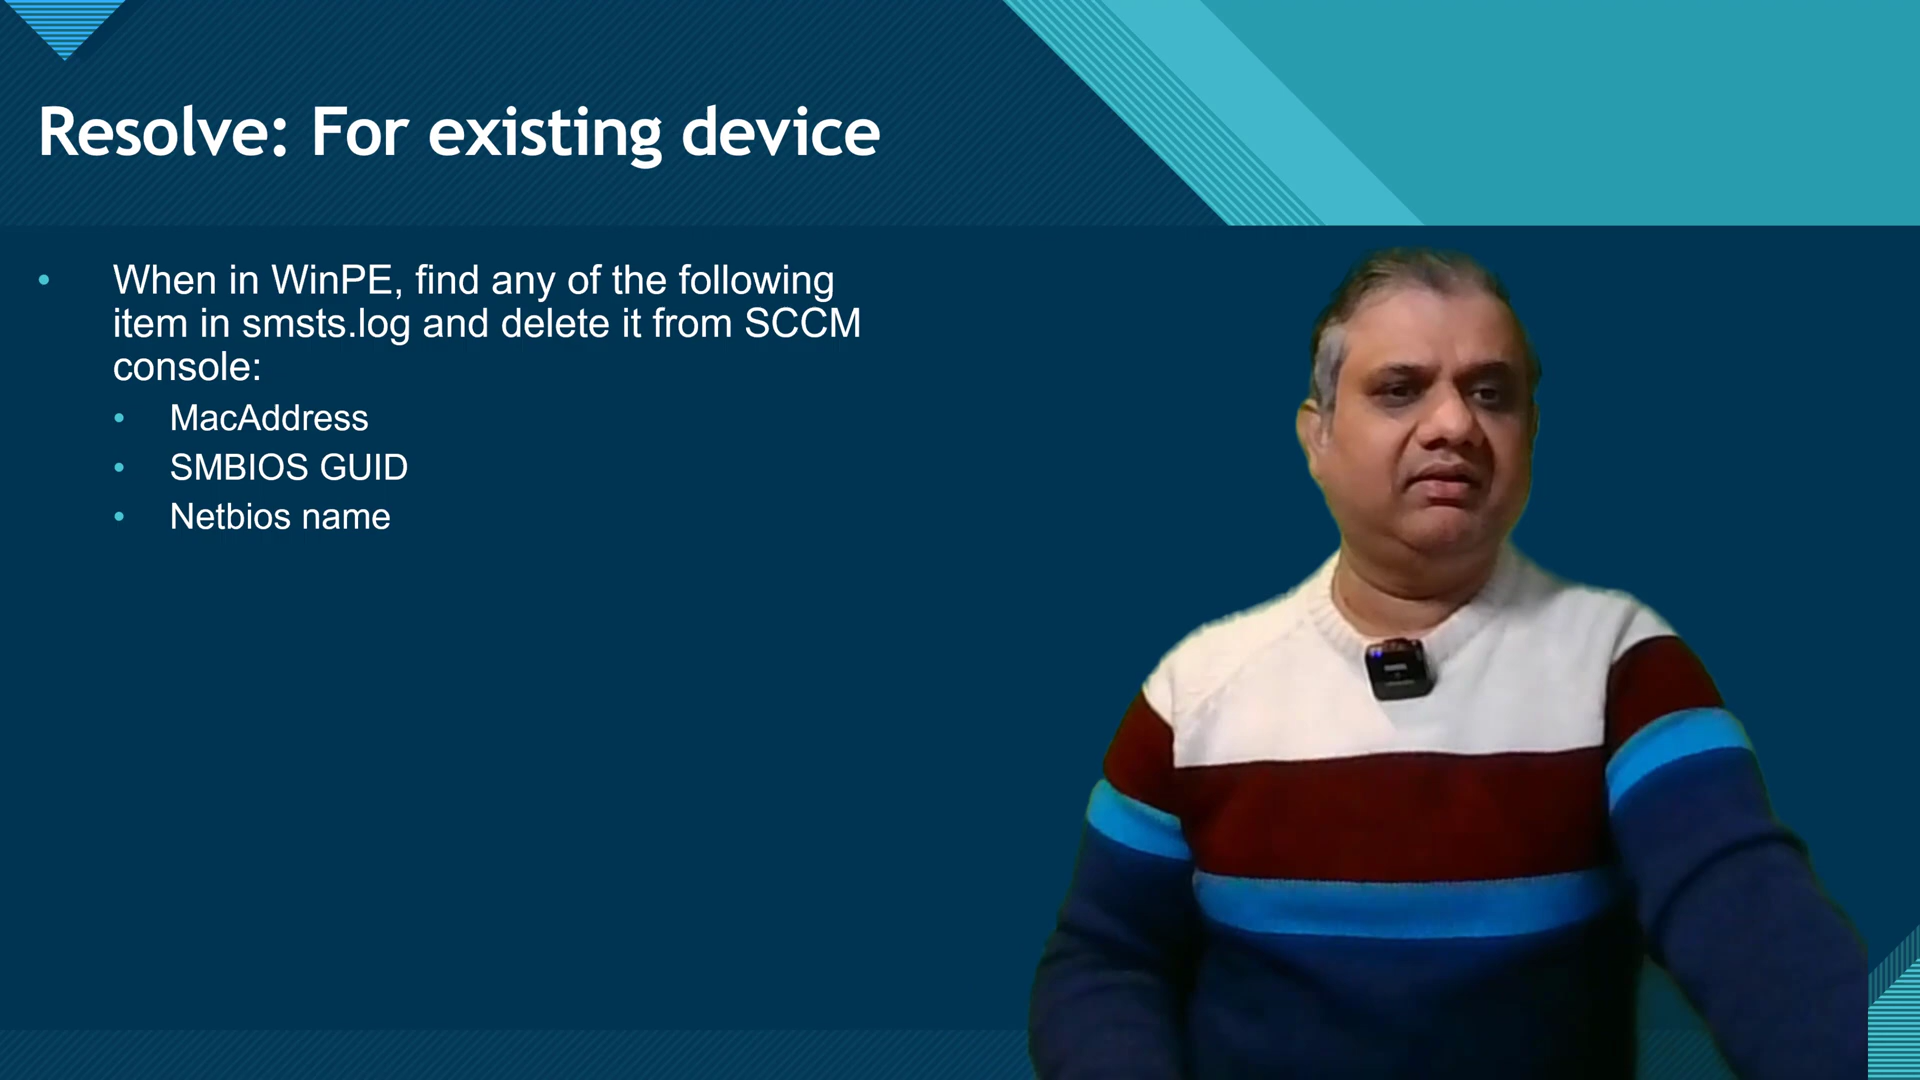 Resolve: For existing device
• When in WinPE, find any of the following
item in smsts.log and delete it from SCCM
console:
• MacAddress
• SMBIOS GUID
• Netbios name